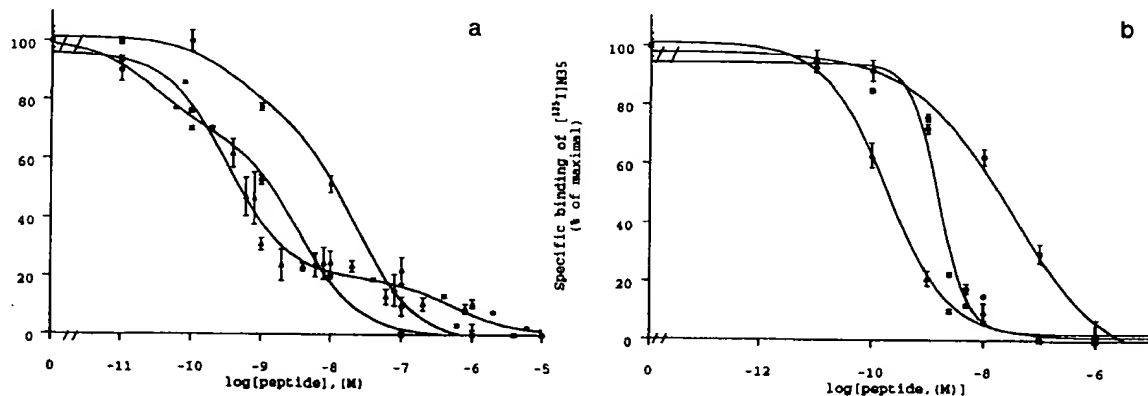 a
100
80
60
40
20
0
0 -11 -10 -9 -8 -7 -6 -5
log[peptide],(M)
b
Specific binding of [¹²⁵I]M35
(% of maximal)
100
80
60
40
20
0
0 -12 -10 -8 -6
log[peptide,(M)]